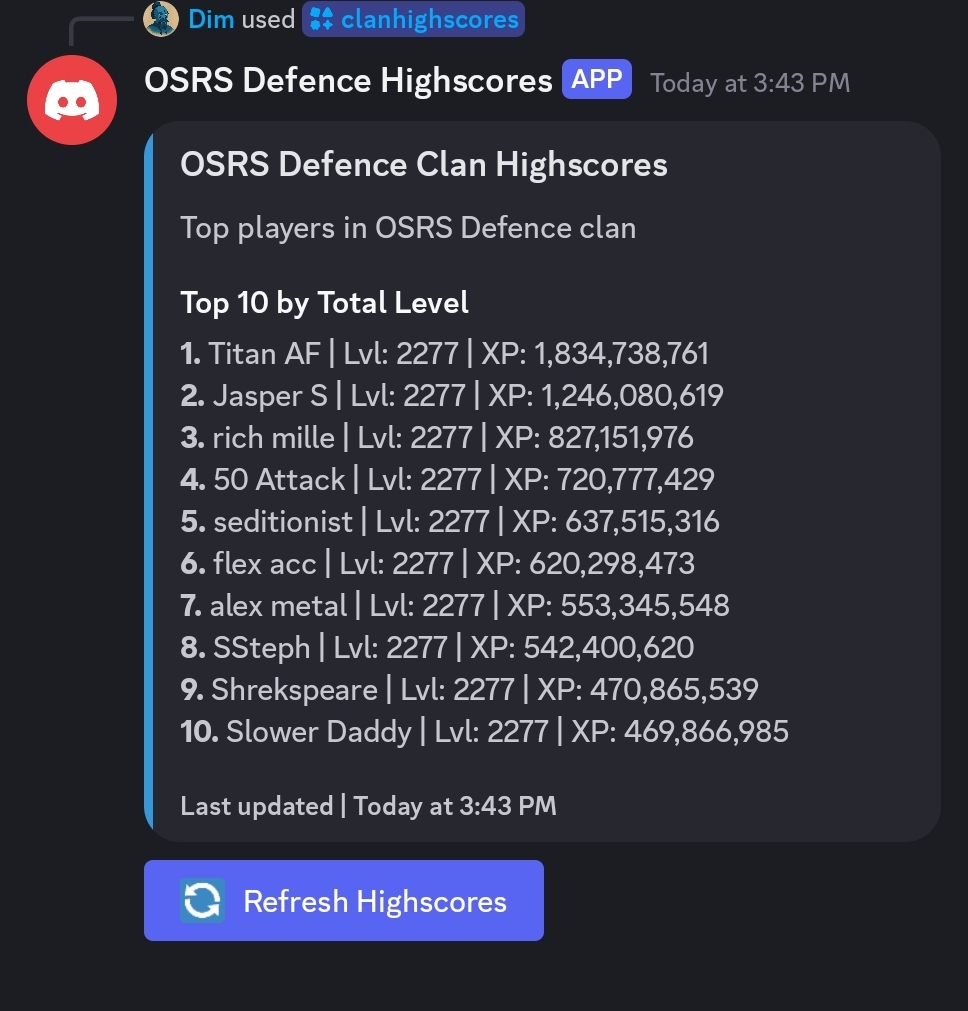 Dim used clanhighscores
OSRS Defence Highscores APP Today at 3:43 PM
OSRS Defence Clan Highscores
Top players in OSRS Defence clan
Top 10 by Total Level
1. Titan AF | Lvl: 2277 | XP: 1,834,738,761
2. Jasper S | Lvl: 2277 | XP: 1,246,080,619
3. rich mille | Lvl: 2277 | XP: 827,151,976
4. 50 Attack | Lvl: 2277 | XP: 720,777,429
5. seditionist | Lvl: 2277 | XP: 637,515,316
6. flex acc | Lvl: 2277 | XP: 620,298,473
7. alex metal | Lvl: 2277 | XP: 553,345,548
8. SSteph | Lvl: 2277 | XP: 542,400,620
9. Shrekspeare | Lvl: 2277 | XP: 470,865,539
10. Slower Daddy | Lvl: 2277 | XP: 469,866,985
Last updated | Today at 3:43 PM
Refresh Highscores